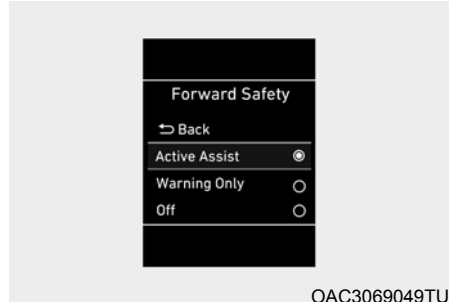 Forward Safety
⮌ Back
Active Assist
Warning Only
Off
OAC3069049TU